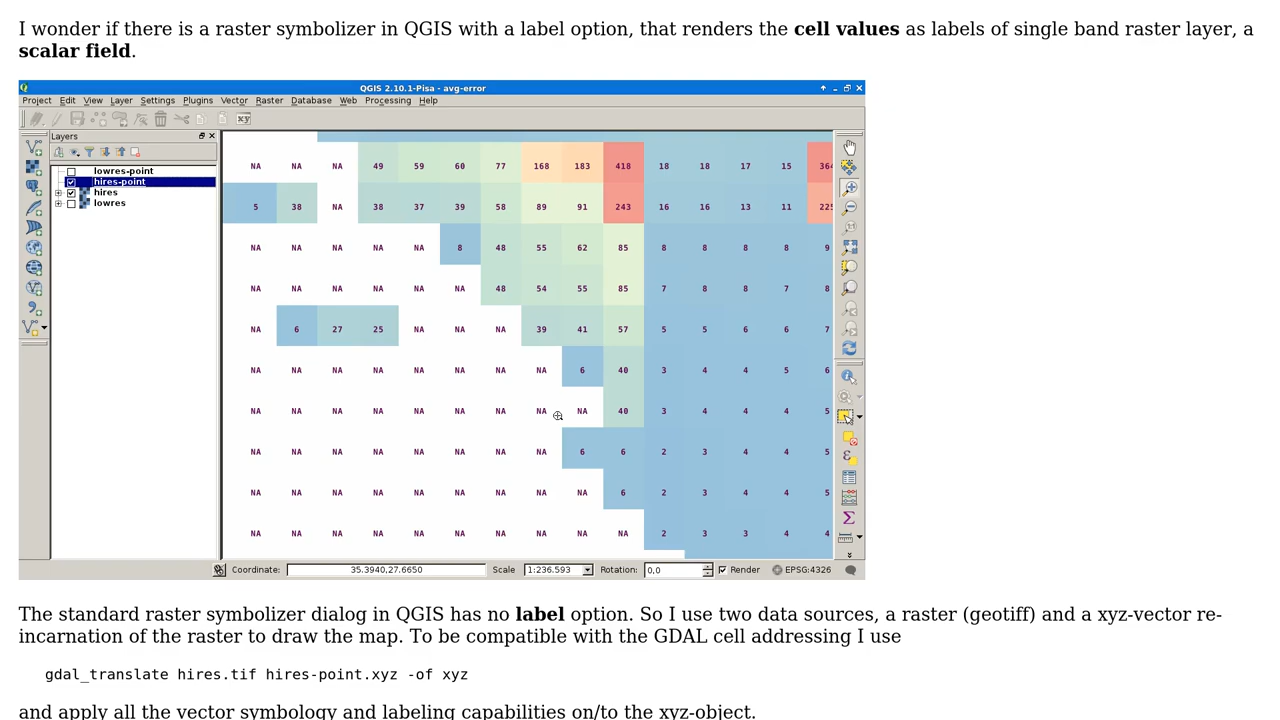 I wonder if there is a raster symbolizer in QGIS with a label option, that renders the cell values as labels of single band raster layer, a
scalar field.
QGIS 2.10.1-Pisa - avg-error
Project Edit View Layer Settings Plugins Vector Raster Database Web Processing Help
xy
Layers
lowres-point
hires-point
hires
lowres
NA NA NA 49 59 60 77 168 183 418 18 18 17 15 364
5 38 NA 38 37 39 58 89 91 243 16 16 13 11 225
NA NA NA NA NA 8 48 55 62 85 8 8 8 8 9
NA NA NA NA NA NA 48 54 55 85 7 8 8 7 8
NA 6 27 25 NA NA NA 39 41 57 5 5 6 6 7
NA NA NA NA NA NA NA NA 6 40 3 4 4 5 6
NA NA NA NA NA NA NA NA NA 40 3 4 4 4 5
NA NA NA NA NA NA NA NA 6 6 2 3 4 4 5
NA NA NA NA NA NA NA NA NA 6 2 3 4 4 5
NA NA NA NA NA NA NA NA NA NA 2 3 3 4 4
Coordinate: 35.3940,27.6650 Scale 1:236.593 Rotation: 0,0 Render EPSG:4326
The standard raster symbolizer dialog in QGIS has no label option. So I use two data sources, a raster (geotiff) and a xyz-vector re-
incarnation of the raster to draw the map. To be compatible with the GDAL cell addressing I use
gdal_translate hires.tif hires-point.xyz -of xyz
and apply all the vector symbology and labeling capabilities on/to the xyz-object.